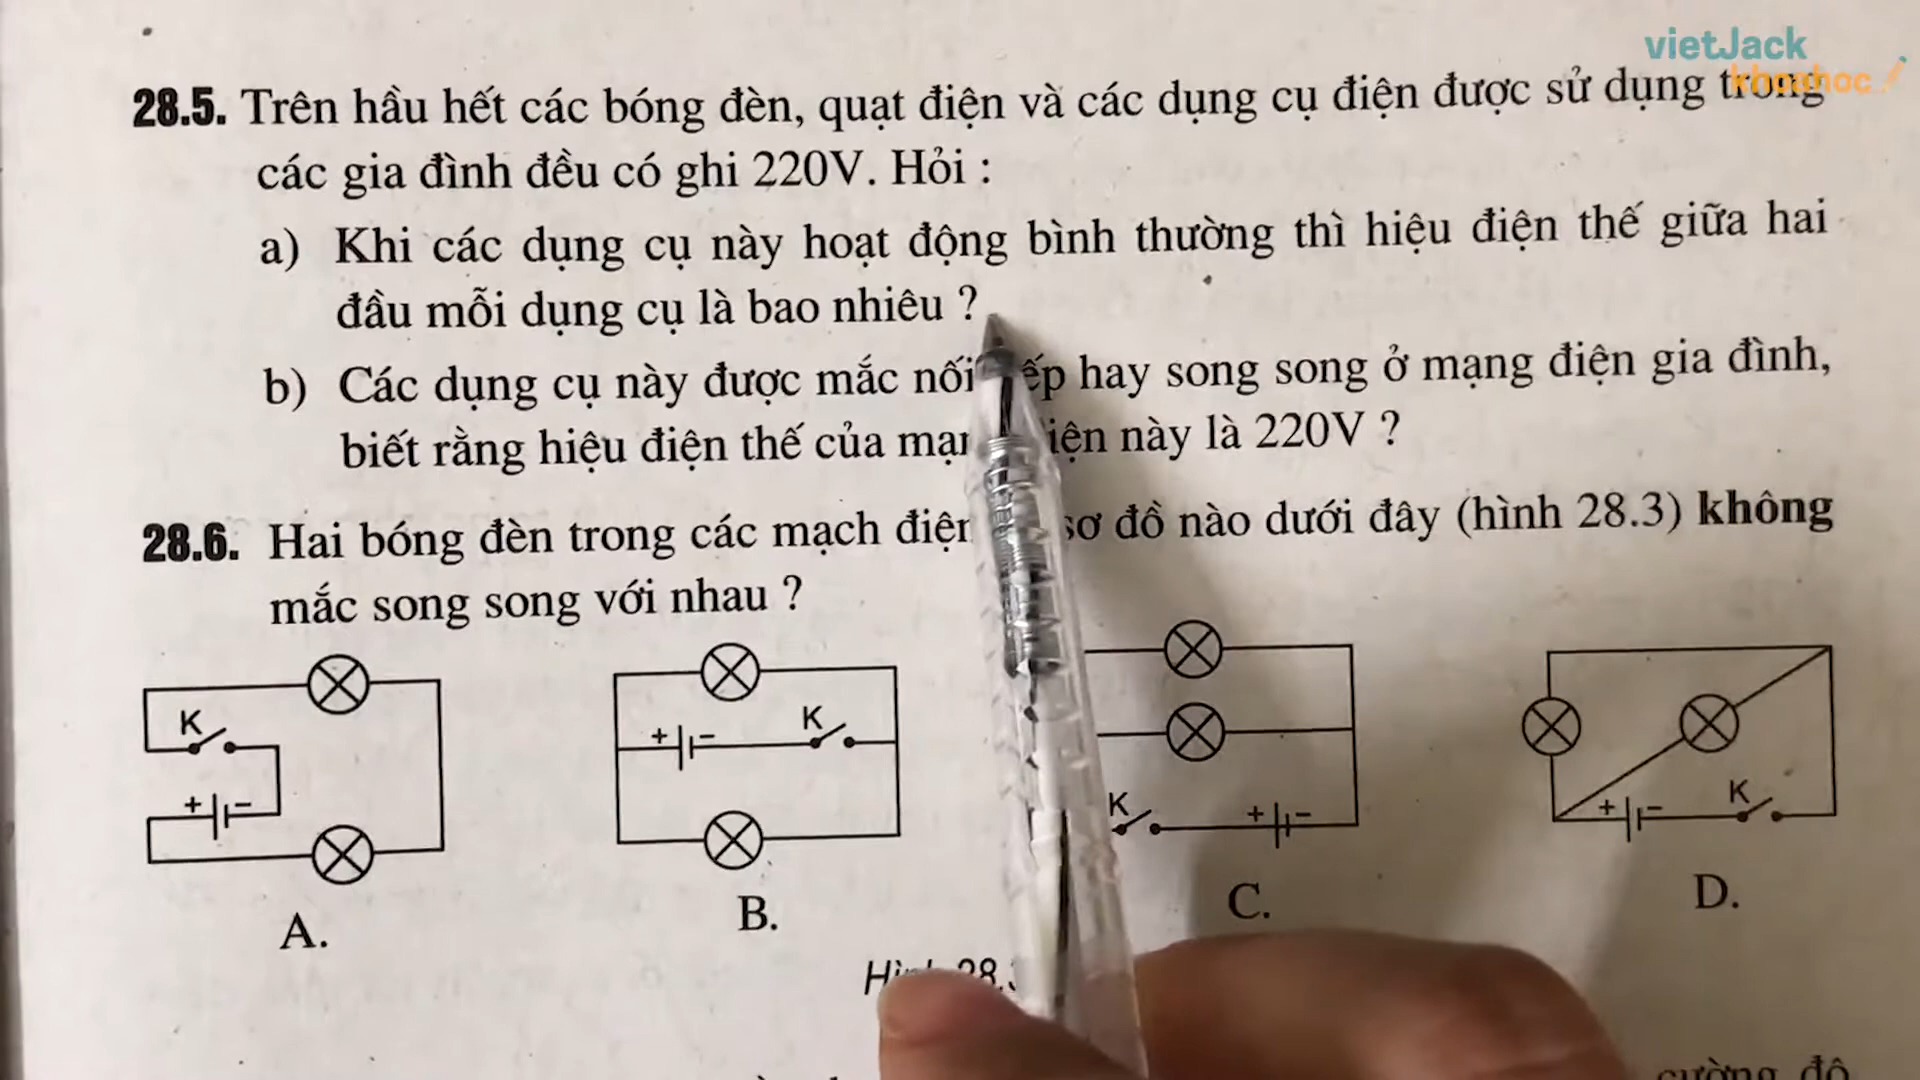 vietJack
khoahoc
28.5. Trên hầu hết các bóng đèn, quạt điện và các dụng cụ điện được sử dụng trong
các gia đình đều có ghi 220V. Hỏi :
a) Khi các dụng cụ này hoạt động bình thường thì hiệu điện thế giữa hai
đầu mỗi dụng cụ là bao nhiêu ?
b) Các dụng cụ này được mắc nối hay song song ở mạng điện gia đình,
biết rằng hiệu điện thế của này là 220V ?
28.6. Hai bóng đèn trong các mạch sơ đồ nào dưới đây (hình 28.3) không
mắc song song với nhau ?
K
+ -
A.
+ - K
B.
K + -
C.
+ - K
D.
cường độ